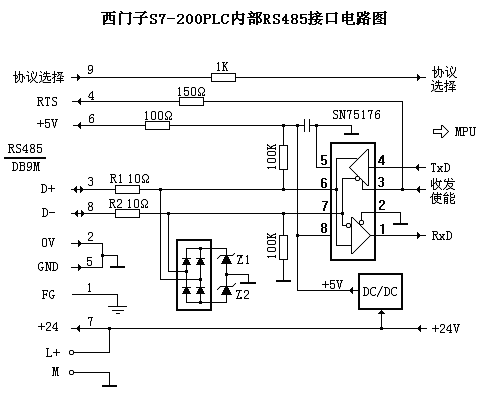 西门子S7-200PLC内部RS485接口电路图
协议选择 9 1K 协议选择
RTS 4 150Ω
+5V 6 100Ω SN75176
MPU
RS485
DB9M
100K 5 4 TxD
D+ 3 R1 10Ω 6 3 收发使能
D- 8 R2 10Ω 7 2
0V 2 100K 8 1 RxD
GND 5 Z1
FG 1 Z2 +5V DC/DC
+24 7 +24V
L+
M